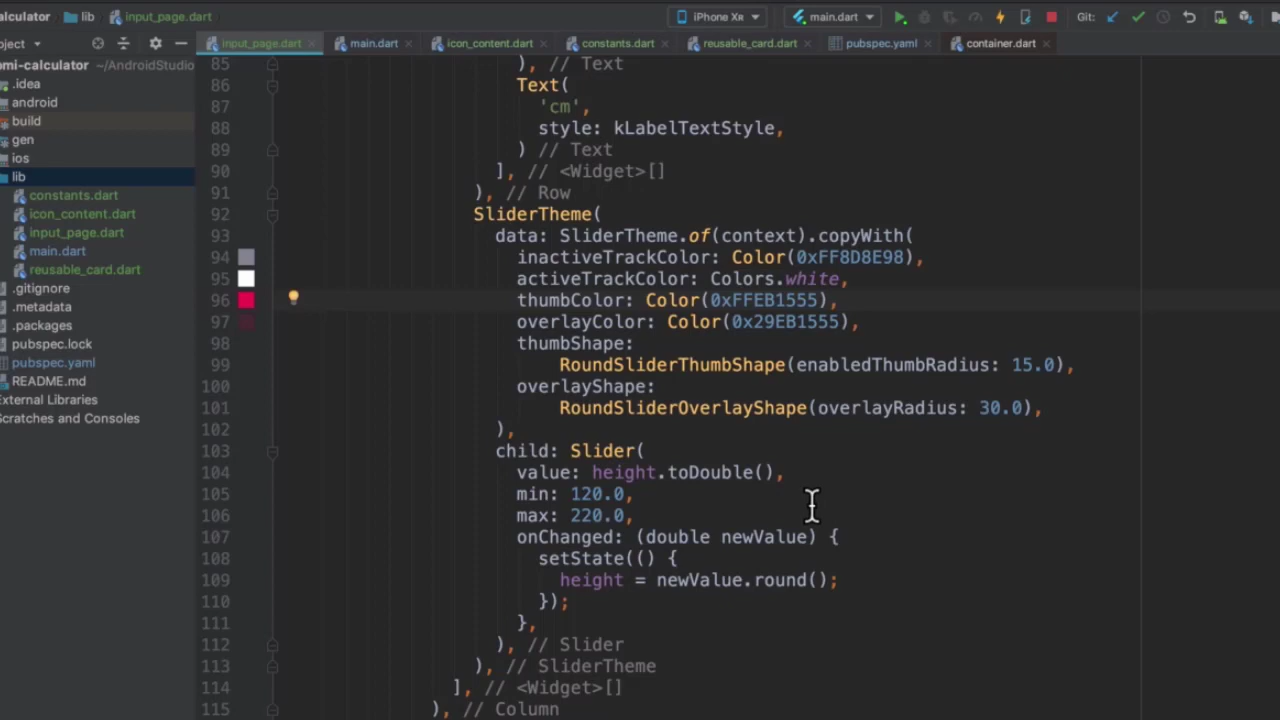 alculator lib input_page.dart iPhone XR main.dart Git:
oject input_page.dart main.dart icon_content.dart constants.dart reusable_card.dart pubspec.yaml container.dart
omi-calculator ~/AndroidStudio
.idea
android
build
gen
ios
lib
constants.dart
icon_content.dart
input_page.dart
main.dart
reusable_card.dart
.gitignore
.metadata
.packages
pubspec.lock
pubspec.yaml
README.md
External Libraries
Scratches and Consoles
85 ), // Text
86 Text(
87 'cm',
88 style: kLabelTextStyle,
89 ) // Text
90 ], // <Widget>[]
91 ), // Row
92 SliderTheme(
93 data: SliderTheme.of(context).copyWith(
94 inactiveTrackColor: Color(0xFF8D8E98),
95 activeTrackColor: Colors.white,
96 thumbColor: Color(0xFFEB1555),
97 overlayColor: Color(0x29EB1555),
98 thumbShape:
99 RoundSliderThumbShape(enabledThumbRadius: 15.0),
100 overlayShape:
101 RoundSliderOverlayShape(overlayRadius: 30.0),
102 ),
103 child: Slider(
104 value: height.toDouble(),
105 min: 120.0,
106 max: 220.0,
107 onChanged: (double newValue) {
108 setState(() {
109 height = newValue.round();
110 });
111 },
112 ), // Slider
113 ), // SliderTheme
114 ], // <Widget>[]
115 ), // Column